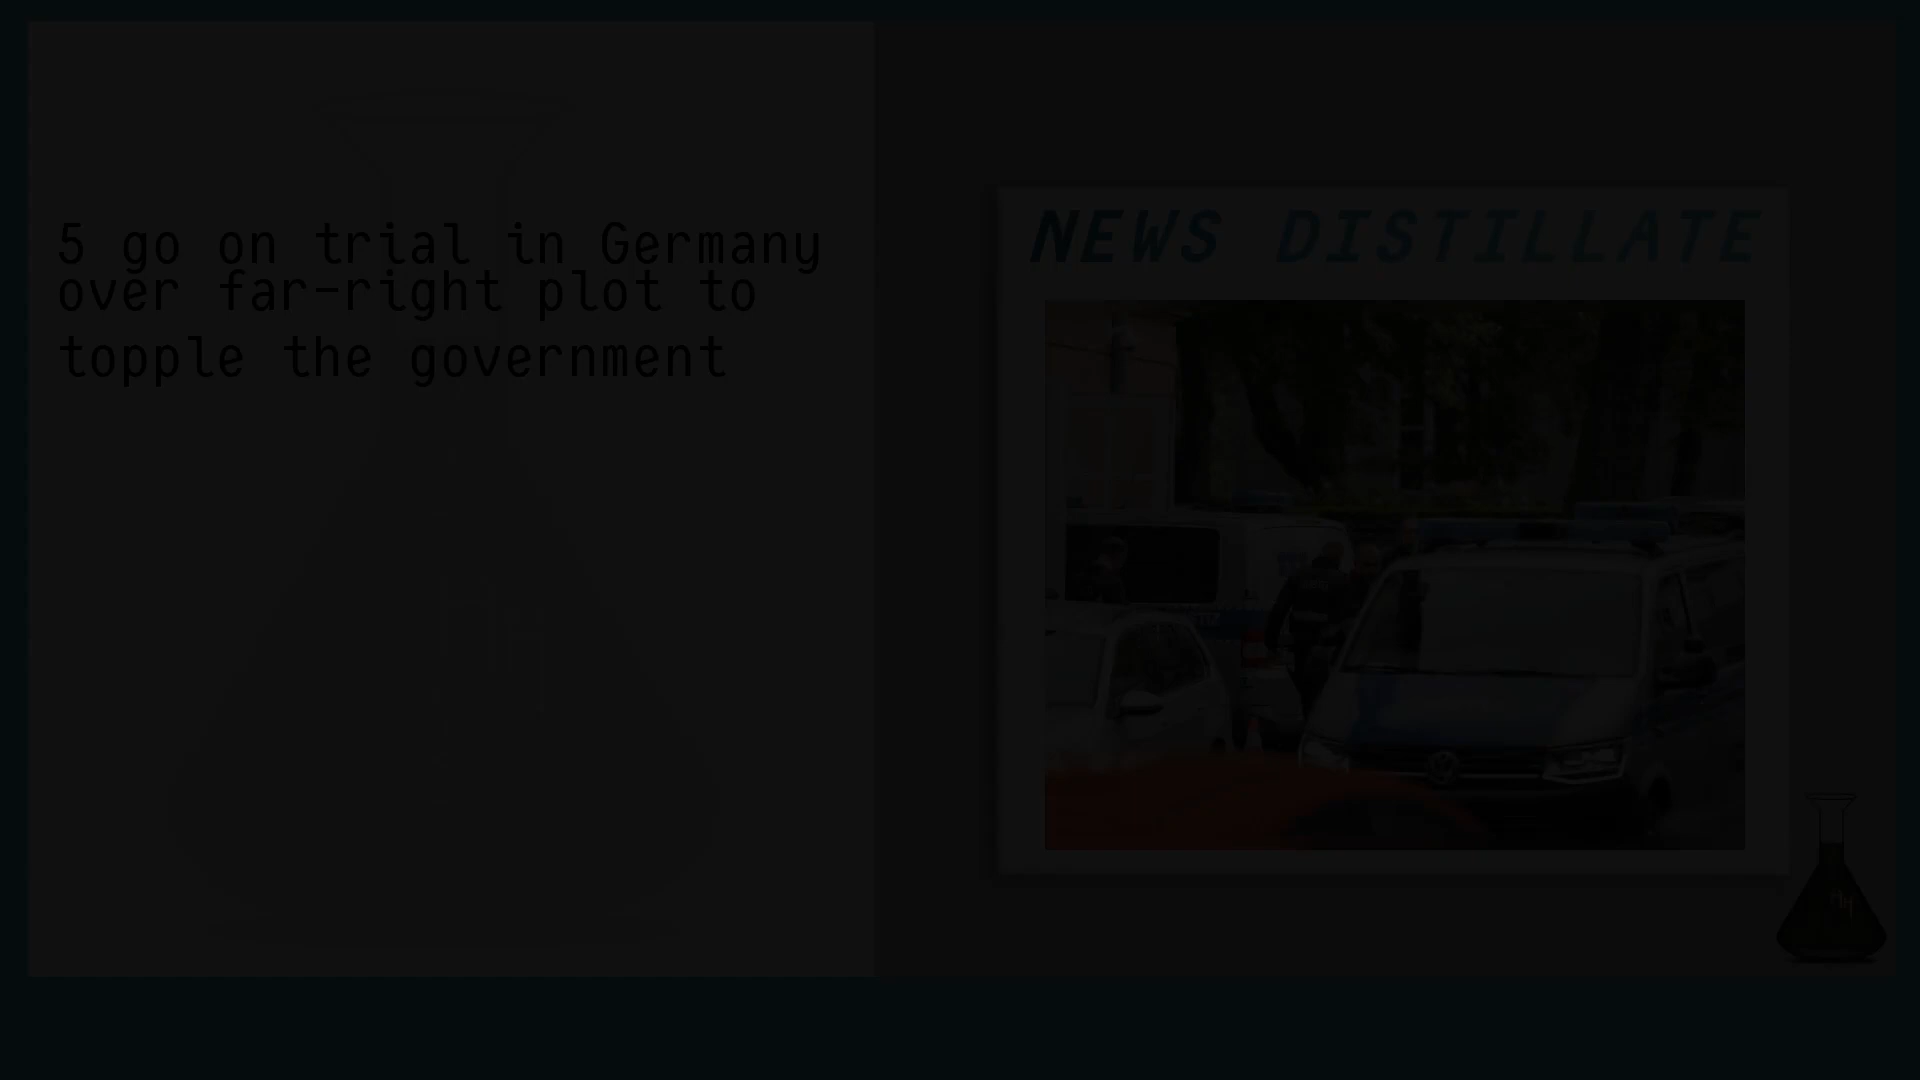 5 go on trial in Germany
over far-right plot to
topple the government
NEWS DISTILLATE